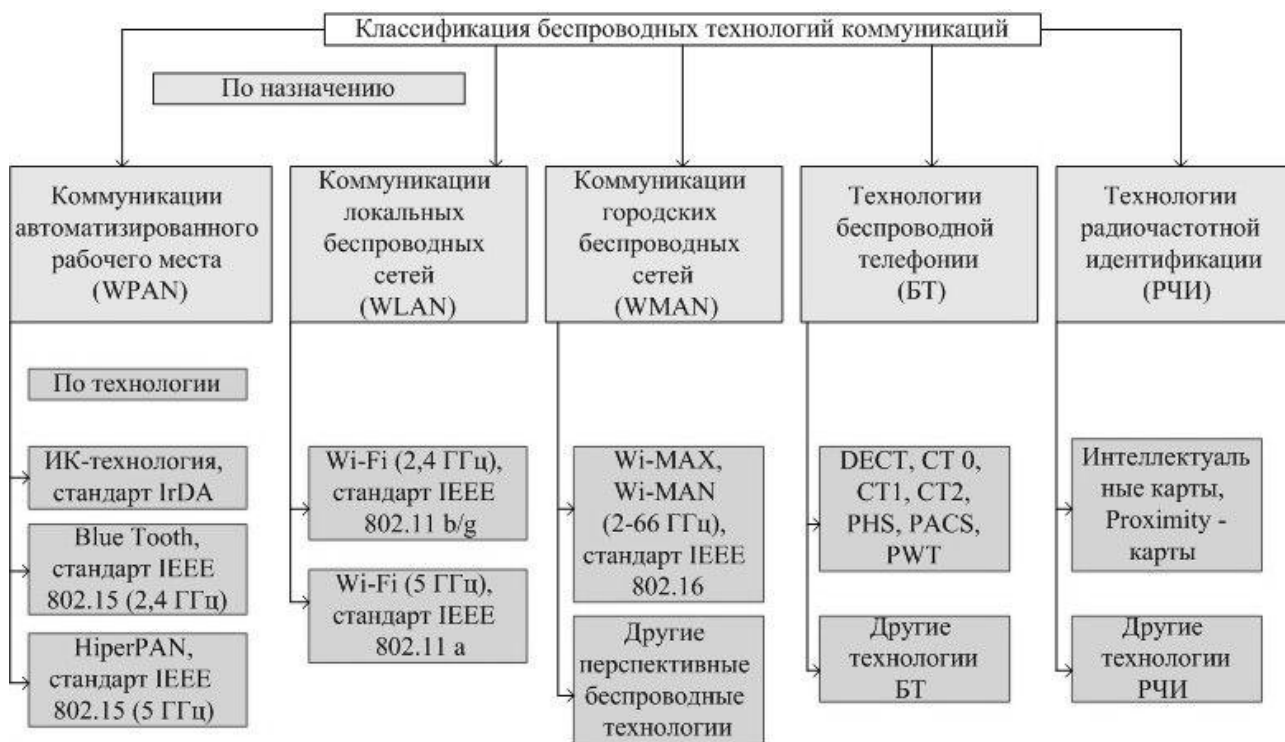 Классификация беспроводных технологий коммуникаций
По назначению
Коммуникации
автоматизированного
рабочего места
(WPAN)
Коммуникации
локальных
беспроводных
сетей
(WLAN)
Коммуникации
городских
беспроводных
сетей
(WMAN)
Технологии
беспроводной
телефонии
(БТ)
Технологии
радиочастотной
идентификации
(РЧИ)
По технологии
ИК-технология,
стандарт IrDA
Blue Tooth,
стандарт IEEE
802.15 (2,4 ГГц)
HiperPAN,
стандарт IEEE
802.15 (5 ГГц)
Wi-Fi (2,4 ГГц),
стандарт IEEE
802.11 b/g
Wi-Fi (5 ГГц),
стандарт IEEE
802.11 a
Wi-MAX,
Wi-MAN
(2-66 ГГц),
стандарт IEEE
802.16
Другие
перспективные
беспроводные
технологии
DECT, CT 0,
CT1, CT2,
PHS, PACS,
PWT
Другие
технологии
БТ
Интеллектуаль
ные карты,
Proximity -
карты
Другие
технологии
РЧИ